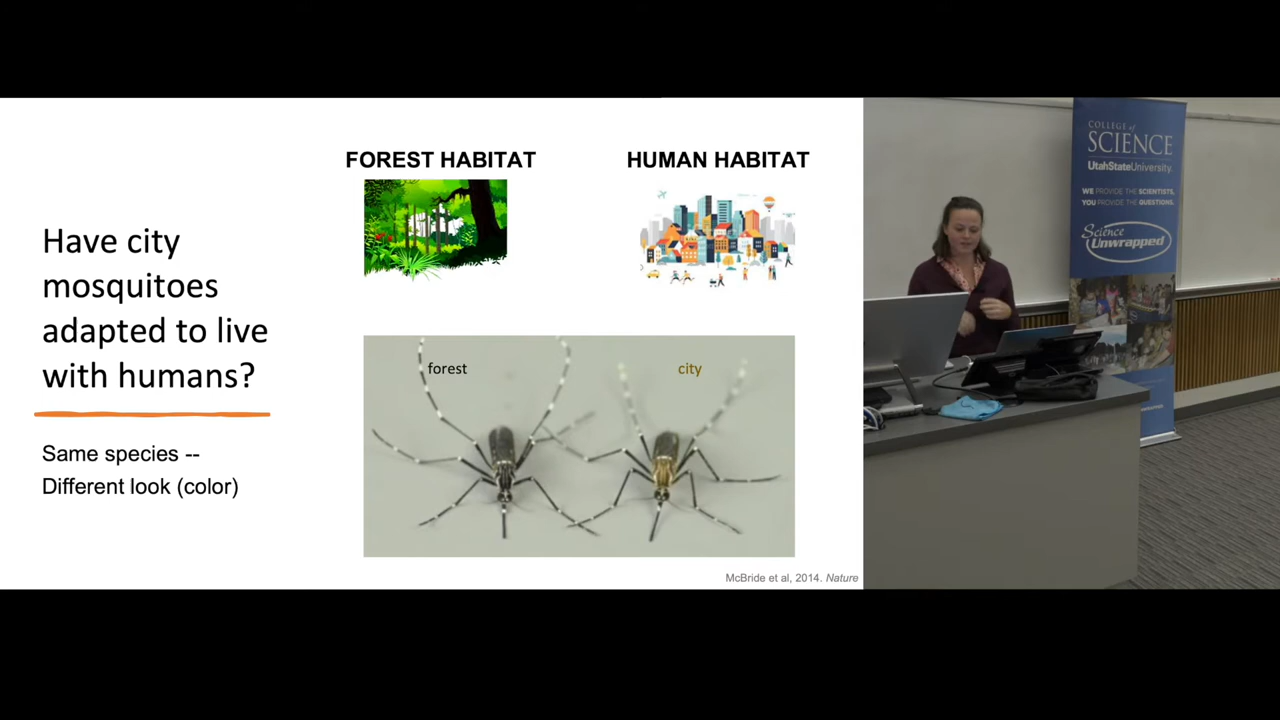 Have city
mosquitoes
adapted to live
with humans?
Same species --
Different look (color)
FOREST HABITAT
HUMAN HABITAT
forest
city
McBride et al, 2014. Nature
COLLEGE of
SCIENCE
UtahStateUniversity
WE PROVIDE THE SCIENTISTS,
YOU PROVIDE THE QUESTIONS.
Science
Unwrapped